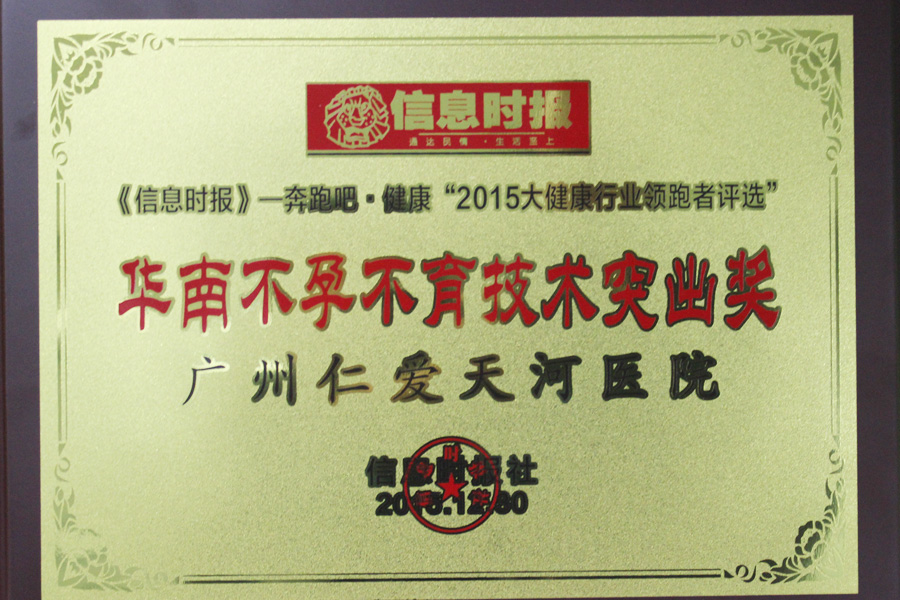 信息时报
通达民情·生活至上
《信息时报》—奔跑吧·健康“2015大健康行业领跑者评选”
华南不孕不育技术突出奖
广州仁爱天河医院
信息时报社
2015.12.30